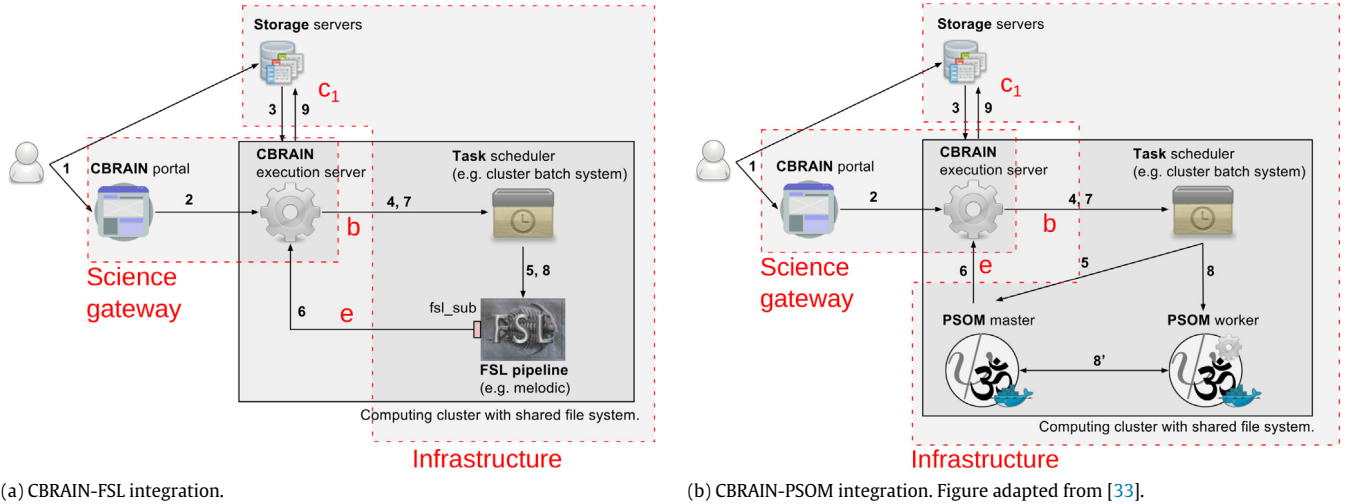 Storage servers
c1
3
9
1
CBRAIN portal
CBRAIN
execution server
Task scheduler
(e.g. cluster batch system)
2
4, 7
b
Science
gateway
5, 8
6
e
fsl_sub
FSL
FSL pipeline
(e.g. melodic)
Computing cluster with shared file system.
Infrastructure
(a) CBRAIN-FSL integration.
Storage servers
c1
3
9
1
CBRAIN portal
CBRAIN
execution server
Task scheduler
(e.g. cluster batch system)
2
4, 7
b
Science
gateway
6
e
5
8
PSOM master
PSOM worker
ψ
ॐ
8'
ψ
ॐ
Computing cluster with shared file system.
Infrastructure
(b) CBRAIN-PSOM integration. Figure adapted from [33].